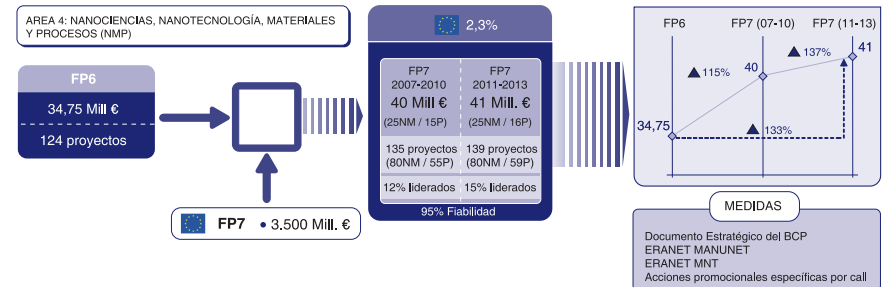 AREA 4: NANOCIENCIAS, NANOTECNOLOGÍA, MATERIALES
Y PROCESOS (NMP)
FP6
34,75 Mill €
124 proyectos
FP7 • 3.500 Mill. €
2,3%
FP7
2007-2010
40 Mill €
(25NM / 15P)
FP7
2011-2013
41 Mill. €
(25NM / 16P)
135 proyectos
(80NM / 55P)
139 proyectos
(80NM / 59P)
12% liderados
15% liderados
95% Fiabilidad
FP6
FP7 (07-10)
FP7 (11-13)
137%
41
115%
40
34,75
133%
MEDIDAS
Documento Estratégico del BCP
ERANET MANUNET
ERANET MNT
Acciones promocionales específicas por call